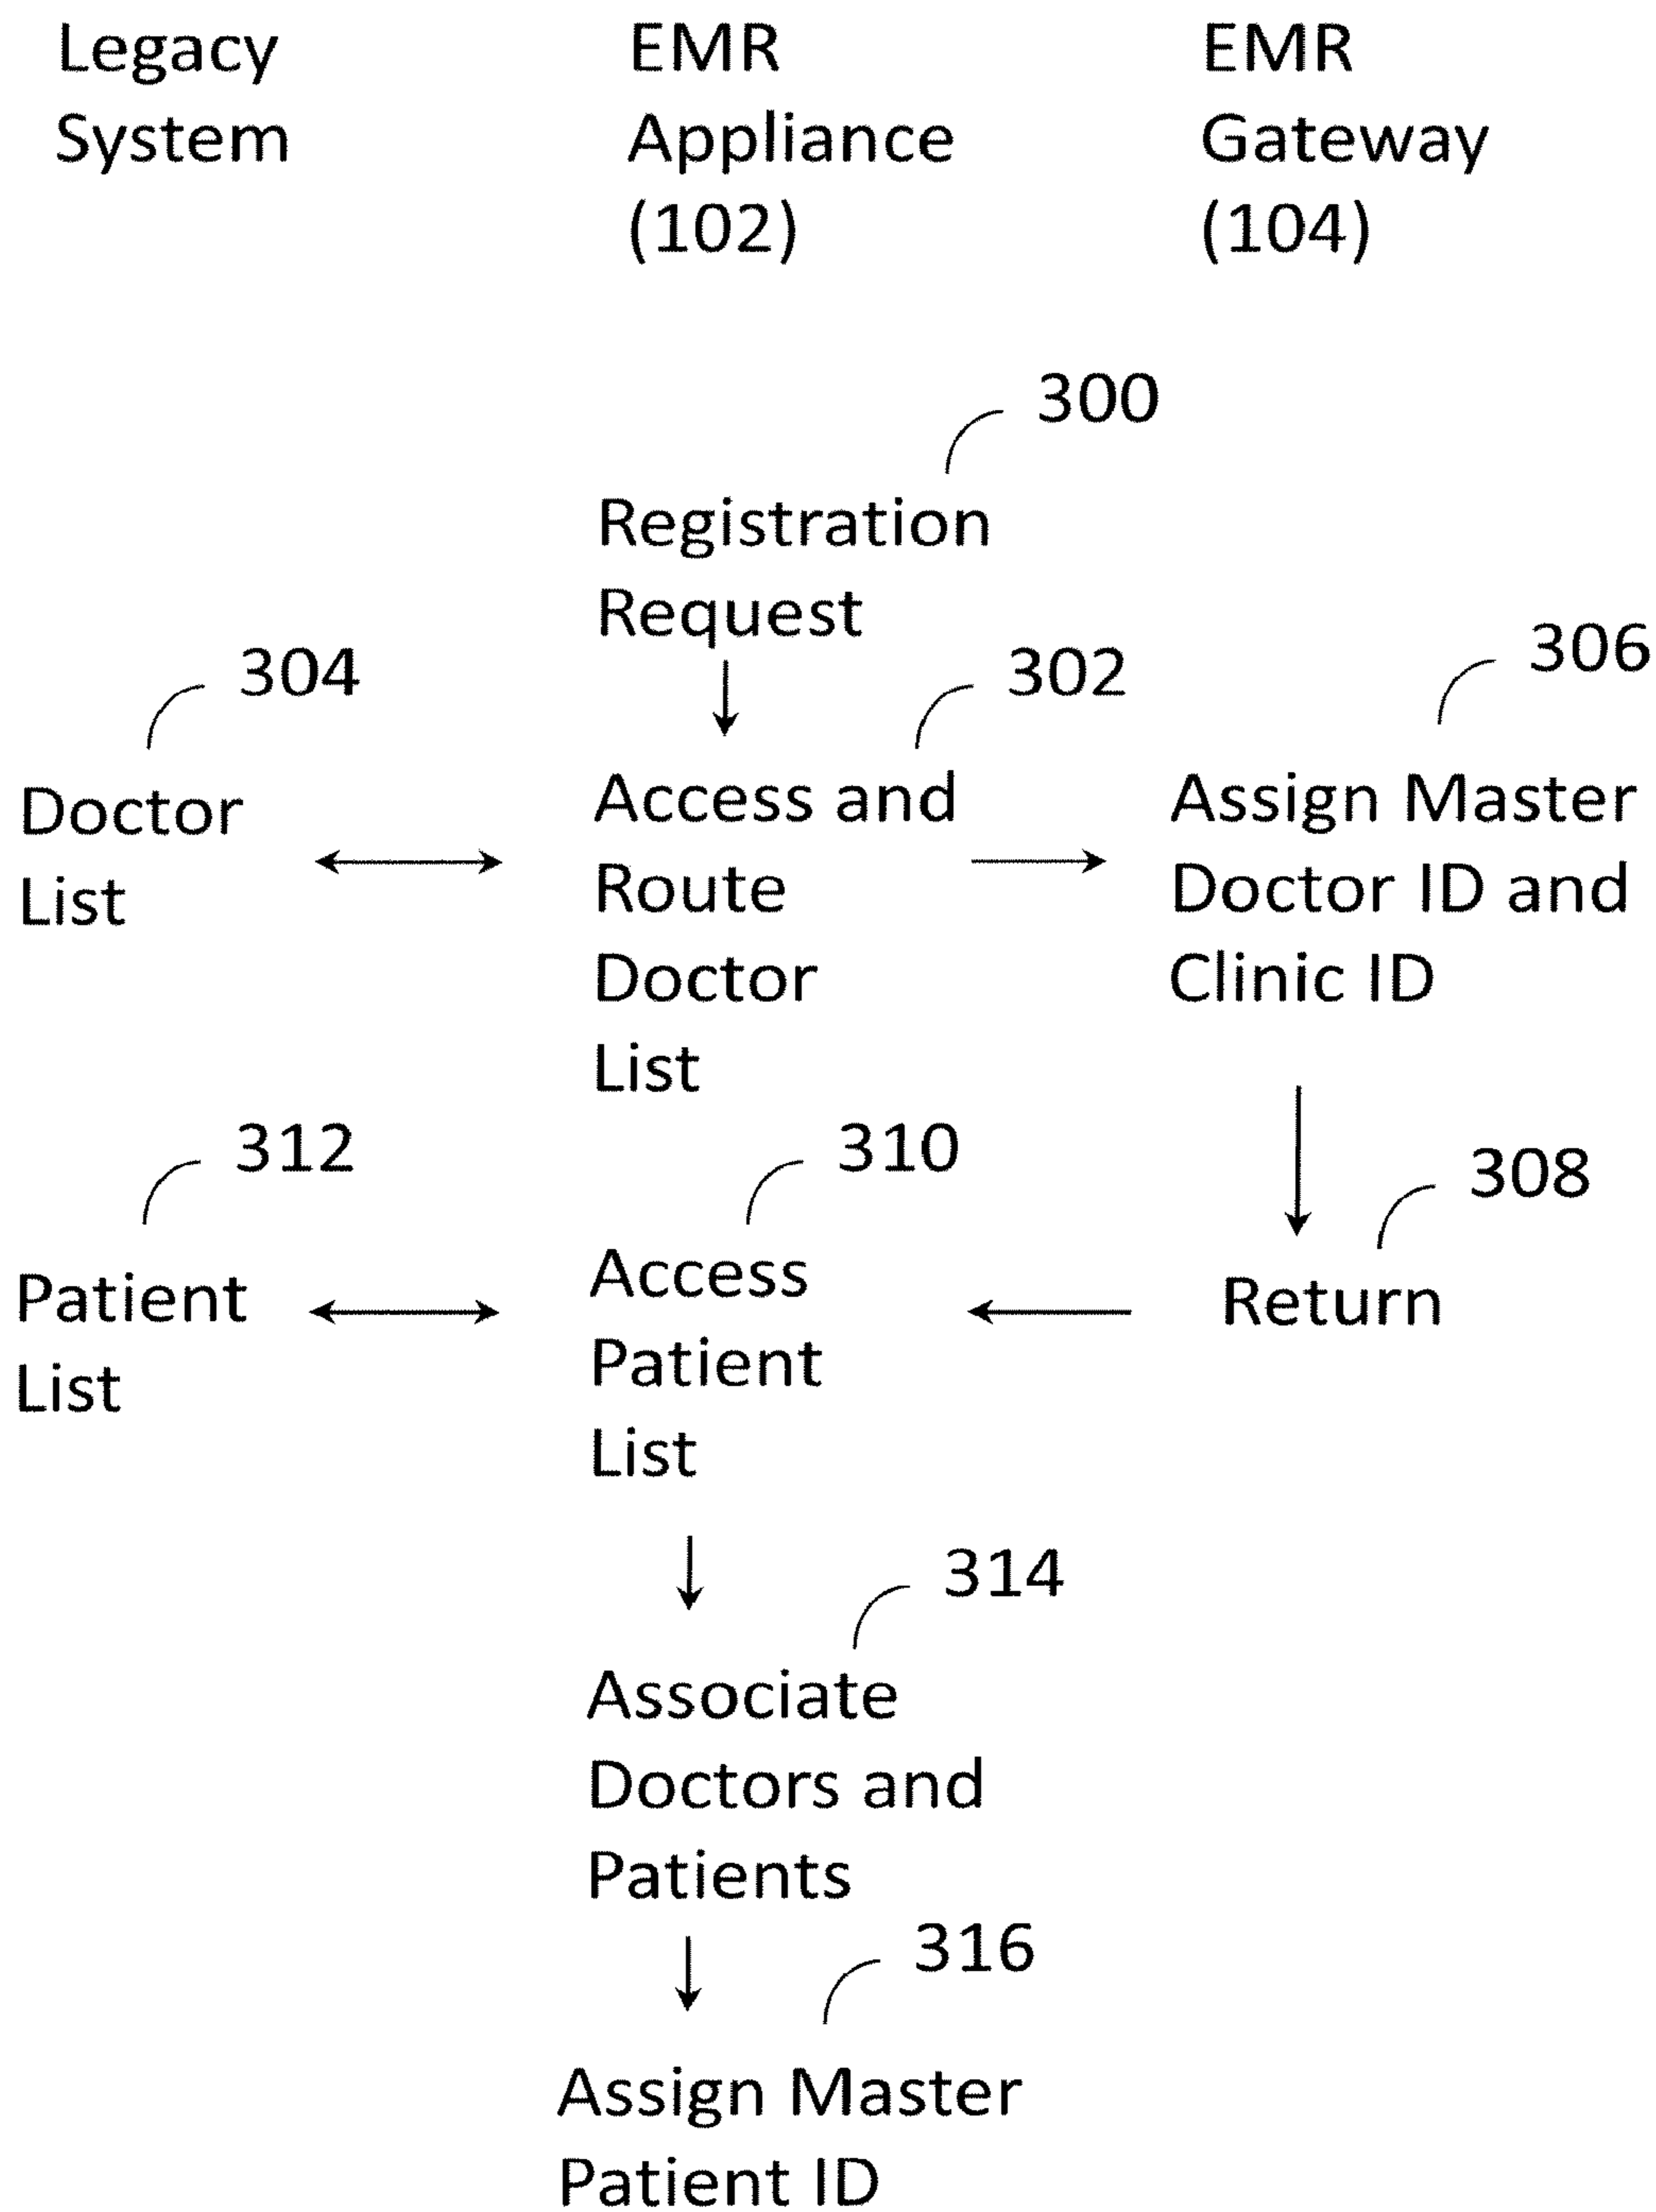 Legacy
System
EMR
Appliance
(102)
EMR
Gateway
(104)
300
Registration
Request
304
Doctor
List
302
Access and
Route
Doctor
List
306
Assign Master
Doctor ID and
Clinic ID
312
Patient
List
310
Access
Patient
List
308
Return
314
Associate
Doctors and
Patients
316
Assign Master
Patient ID